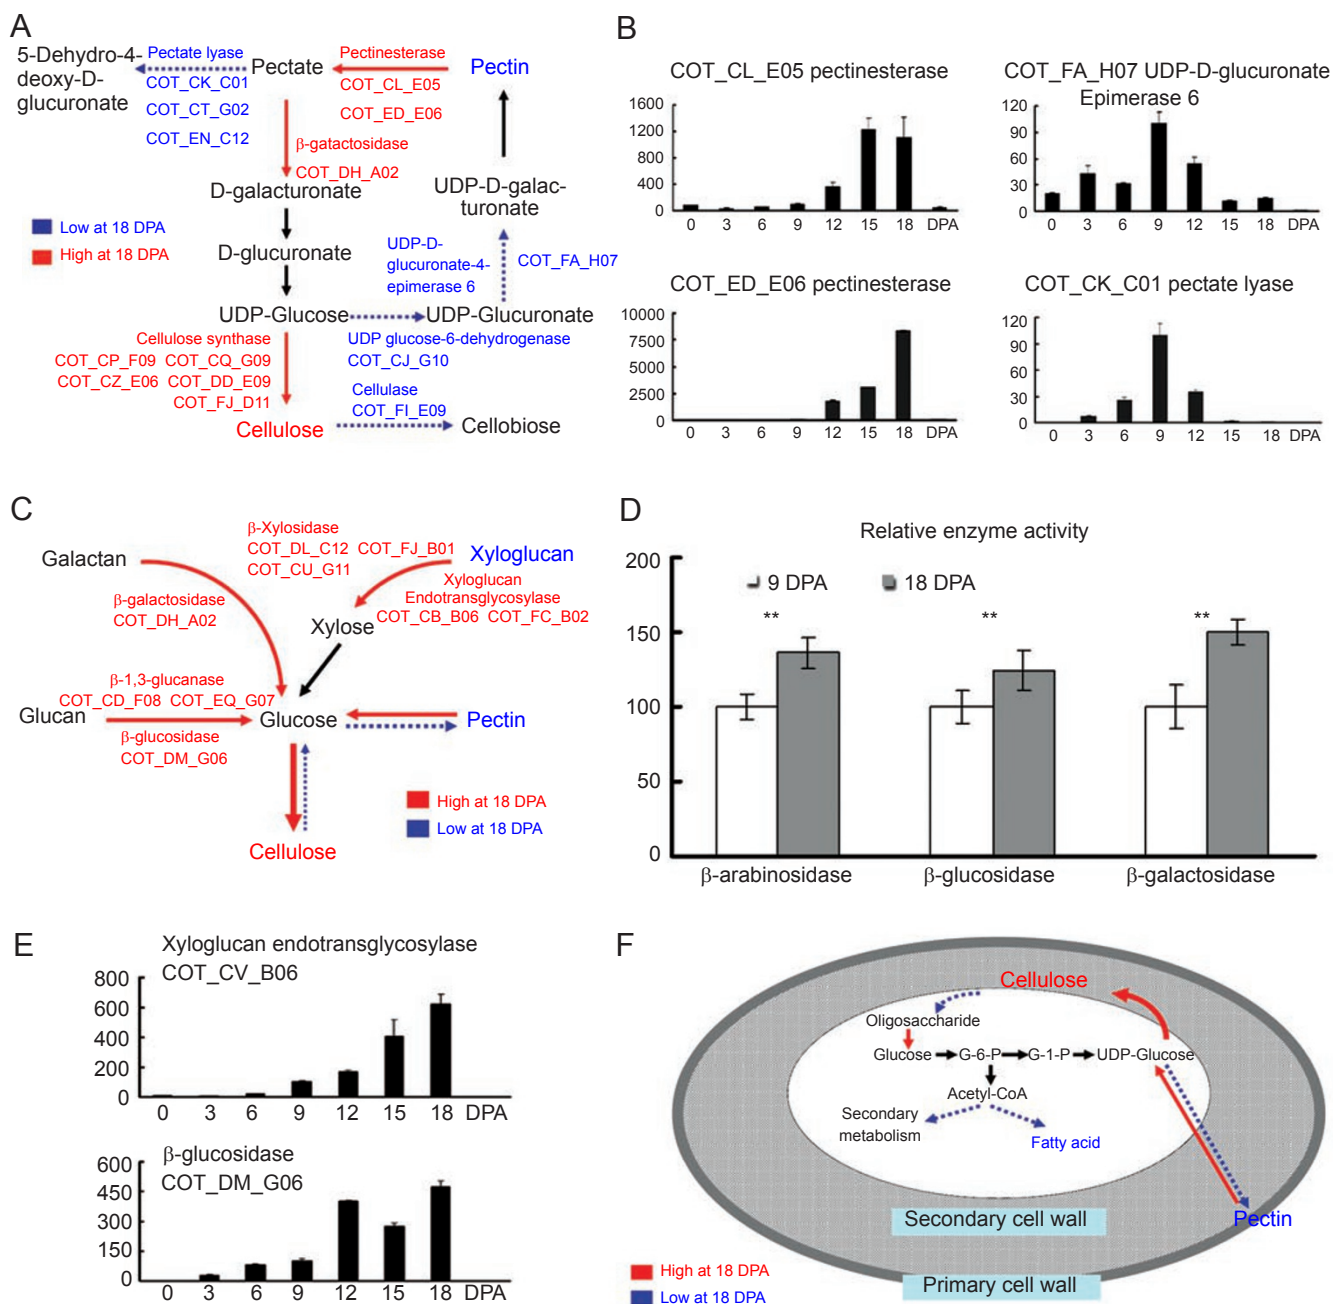 A
5-Dehydro-4-
deoxy-D-
glucuronate
Pectate lyase
COT_CK_C01
COT_CT_G02
COT_EN_C12
Pectate
Pectinesterase
COT_CL_E05
COT_ED_E06
Pectin
β-gatactosidase
COT_DH_A02
D-galacturonate
D-glucuronate
UDP-D-galac-
turonate
UDP-D-
glucuronate-4-
epimerase 6
COT_FA_H07
Low at 18 DPA
High at 18 DPA
UDP-Glucose
UDP-Glucuronate
Cellulose synthase
COT_CP_F09 COT_CQ_G09
COT_CZ_E06 COT_DD_E09
COT_FJ_D11
UDP glucose-6-dehydrogenase
COT_CJ_G10
Cellulase
COT_FI_E09
Cellulose
Cellobiose
B
COT_CL_E05 pectinesterase
1600
1200
800
400
0
0 3 6 9 12 15 18 DPA
COT_FA_H07 UDP-D-glucuronate
Epimerase 6
120
90
60
30
0
0 3 6 9 12 15 18 DPA
COT_ED_E06 pectinesterase
10000
7500
5000
2500
0
0 3 6 9 12 15 18 DPA
COT_CK_C01 pectate lyase
120
90
60
30
0
0 3 6 9 12 15 18 DPA
C
Galactan
β-Xylosidase
COT_DL_C12 COT_FJ_B01
COT_CU_G11
Xyloglucan
Xyloglucan
Endotransglycosylase
COT_CB_B06 COT_FC_B02
β-galactosidase
COT_DH_A02
Xylose
β-1,3-glucanase
COT_CD_F08 COT_EQ_G07
Glucan
Glucose
Pectin
β-glucosidase
COT_DM_G06
High at 18 DPA
Low at 18 DPA
Cellulose
D
Relative enzyme activity
200
150
100
50
0
9 DPA
18 DPA
**
**
**
β-arabinosidase
β-glucosidase
β-galactosidase
E
Xyloglucan endotransglycosylase
COT_CV_B06
800
600
400
200
0
0 3 6 9 12 15 18 DPA
β-glucosidase
COT_DM_G06
600
450
300
150
0
0 3 6 9 12 15 18 DPA
F
Cellulose
Oligosaccharide
Glucose
G-6-P
G-1-P
UDP-Glucose
Acetyl-CoA
Secondary
metabolism
Fatty acid
Secondary cell wall
Pectin
Primary cell wall
High at 18 DPA
Low at 18 DPA